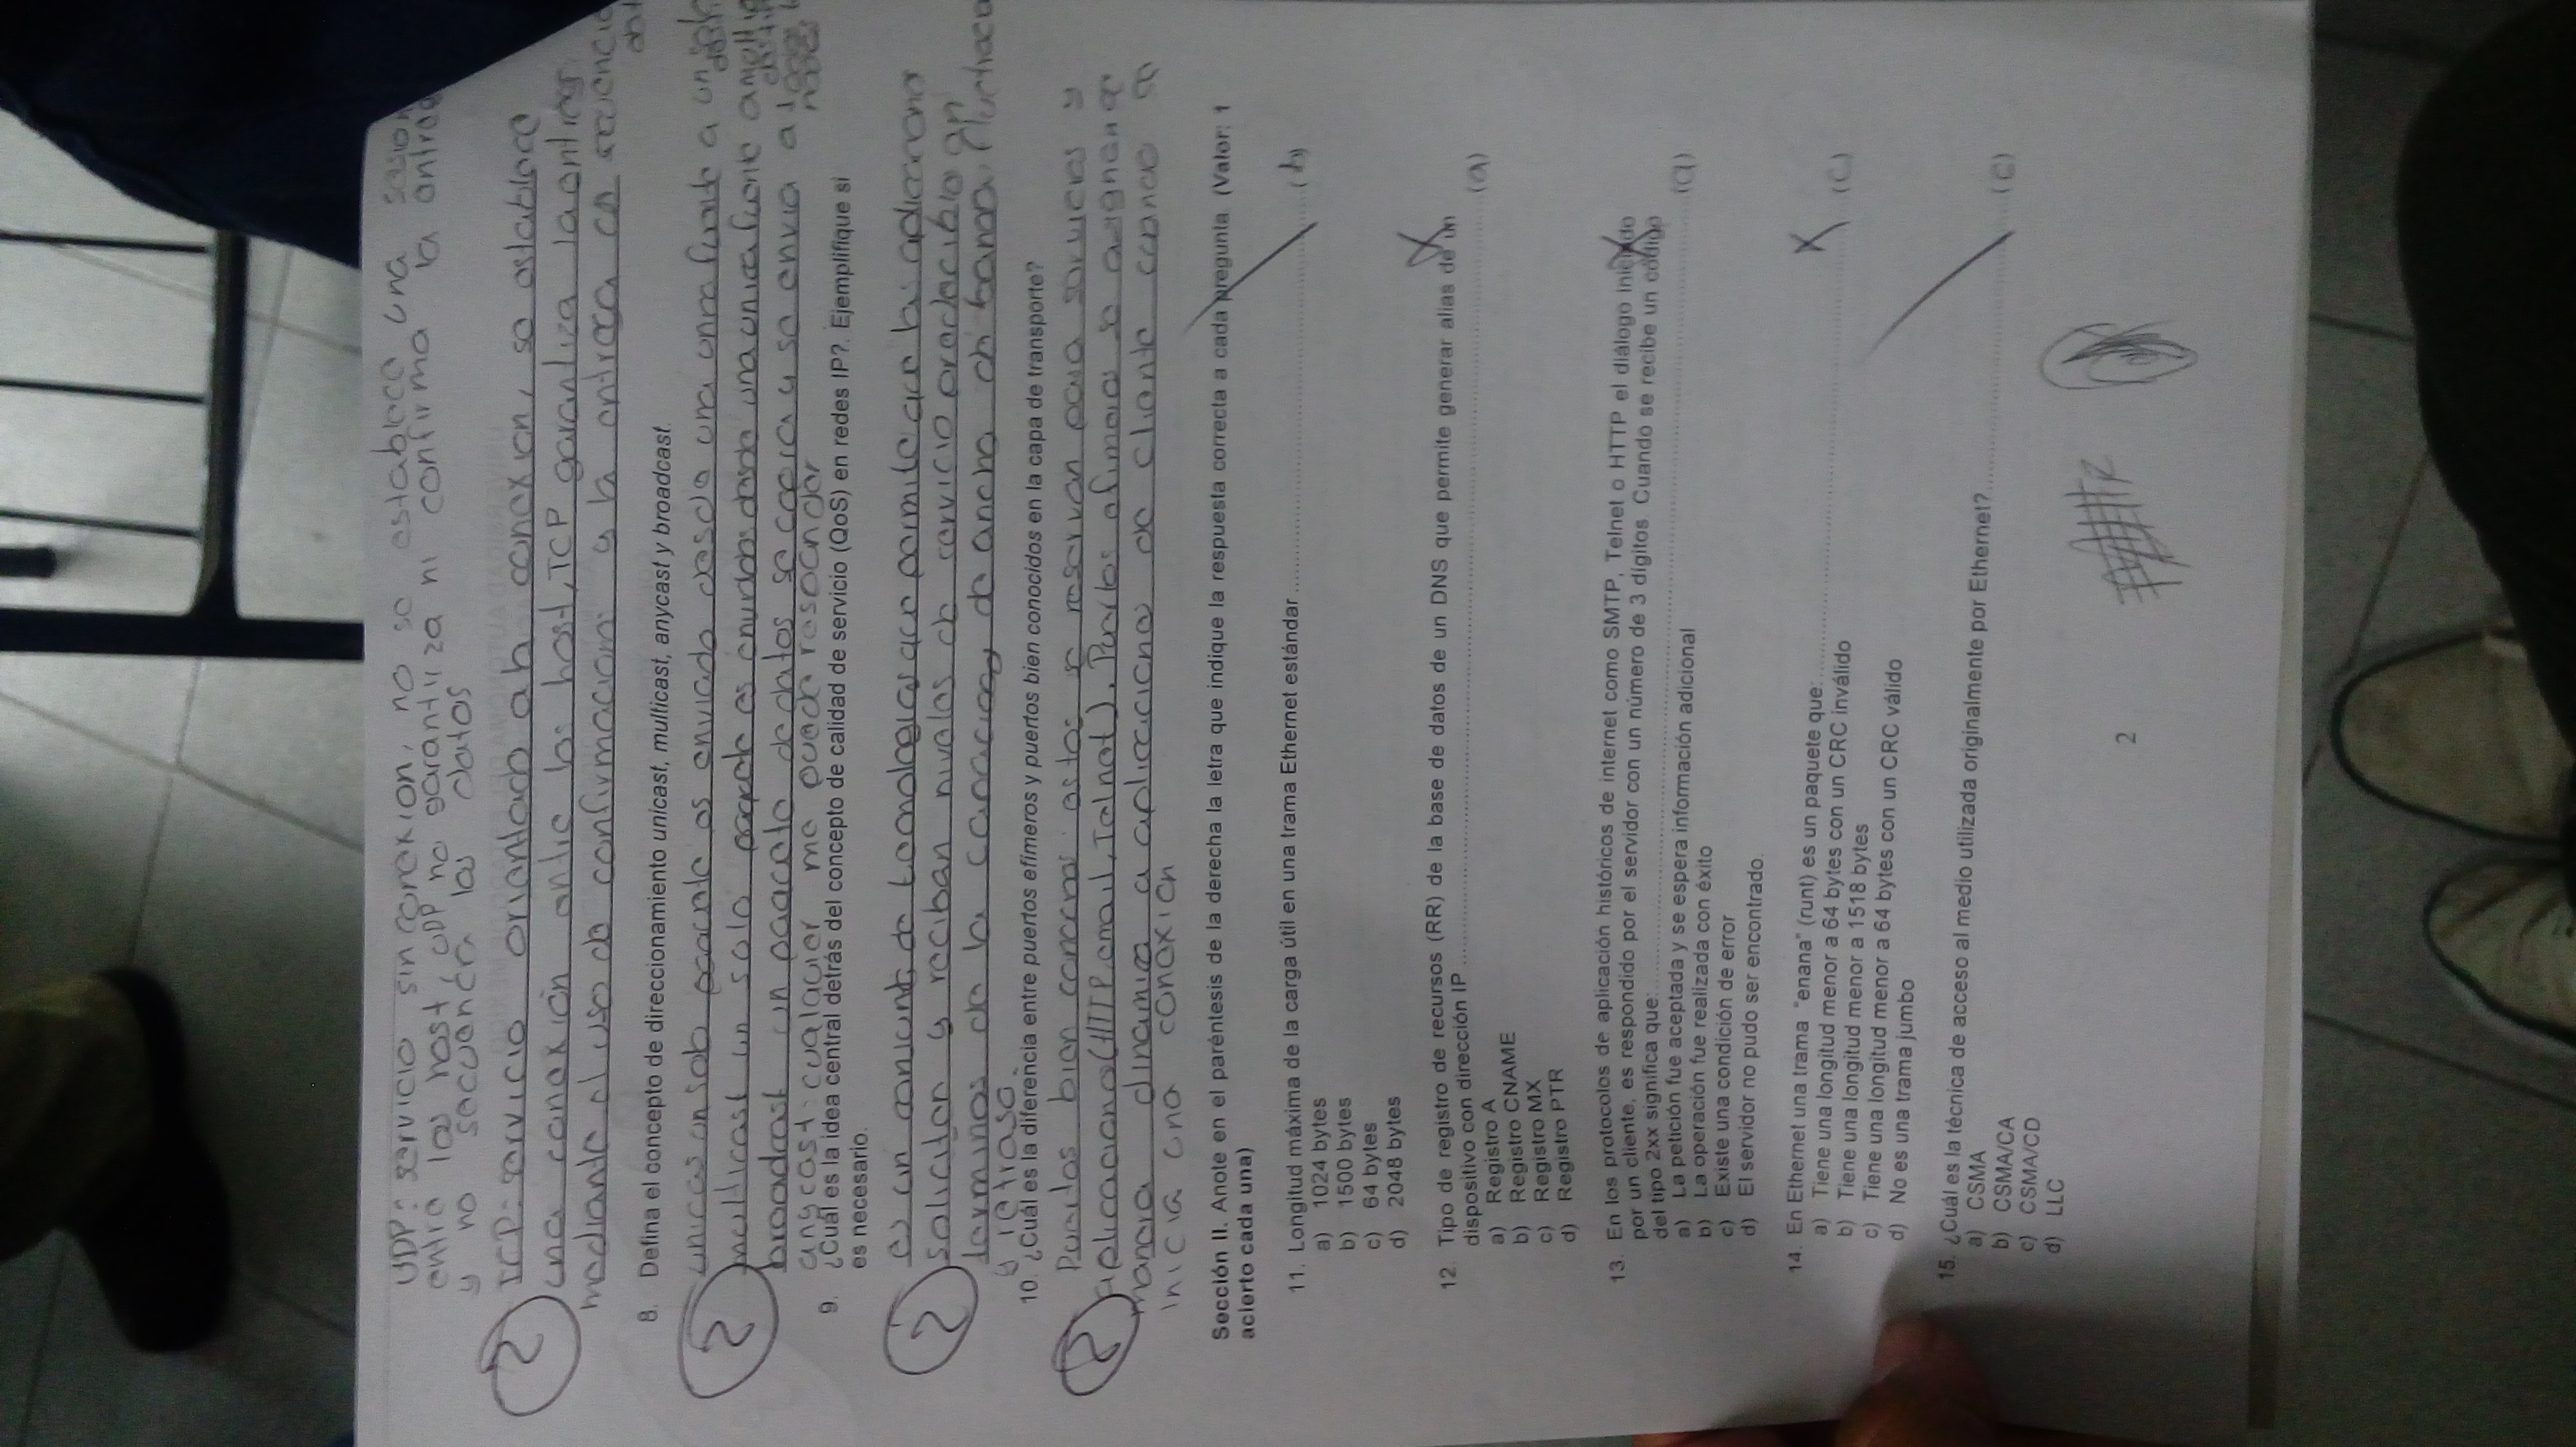 UDP: servicio sin conexion, no se establece una sesion
entre los host, UDP no garantiza ni confirma la
y no secuencia los datos
2
TCP: servicio orientado a la conexion, se establece
una conexión entre los host, TCP garantiza la
mediante el uso de confirmacion y la entrega en
8. Defina el concepto de direccionamiento unicast, multicast, anycast y broadcast.
2
unicas un solo paquete es enviado desde una unica fuente a un solo
multicast un solo paquete es desde una unica fuente a
broadcast un paquete de datos se copia y se envia a todos
nodos
anycast: cualquier me puede responder
9. ¿Cuál es la idea central detrás del concepto de calidad de servicio (QoS) en redes IP?. Ejemplifique si
es necesario.
2
es un conjunto de tecnologias que permite que las aplicaciones
soliciten y reciban niveles de servicio predecible en
terminos de la de ancho de banda,
y retraso.
10. ¿Cuál es la diferencia entre puertos efímeros y puertos bien conocidos en la capa de transporte?
2
Puertos bien estos se reservan para servicios y
aplicaciones (HTTP, email, Telnet). Puertos efimeros se asignan de
manera dinamica a aplicaciones de cliente cuando se
inicia una conexion
Sección II. Anote en el paréntesis de la derecha la letra que indique la respuesta correcta a cada pregunta. (Valor: 1
acierto cada una)
11. Longitud máxima de la carga útil en una trama Ethernet estándar (b)
a) 1024 bytes
b) 1500 bytes
c) 64 bytes
d) 2048 bytes
12. Tipo de registro de recursos (RR) de la base de datos de un DNS que permite generar alias de un
dispositivo con dirección IP (a)
a) Registro A
b) Registro CNAME
c) Registro MX
d) Registro PTR
13. En los protocolos de aplicación históricos de internet como SMTP, Telnet o HTTP el diálogo iniciado
por un cliente, es respondido por el servidor con un número de 3 dígitos. Cuando se recibe un código
del tipo 2xx significa que: (a)
a) La petición fue aceptada y se espera información adicional
b) La operación fue realizada con éxito
c) Existe una condición de error
d) El servidor no pudo ser encontrado.
14. En Ethernet una trama "enana" (runt) es un paquete que: (c)
a) Tiene una longitud menor a 64 bytes con un CRC inválido
b) Tiene una longitud menor a 1518 bytes
c) Tiene una longitud menor a 64 bytes con un CRC válido
d) No es una trama jumbo
15. ¿Cuál es la técnica de acceso al medio utilizada originalmente por Ethernet? (c)
a) CSMA
b) CSMA/CA
c) CSMA/CD
d) LLC
2